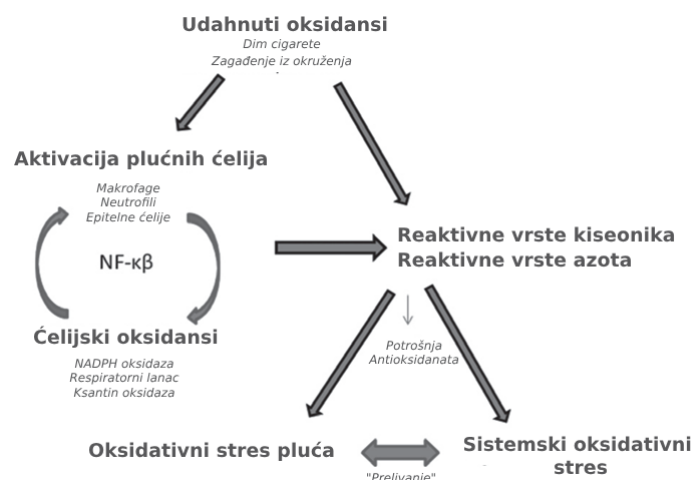 Udahnuti oksidansi
Dim cigarete
Zagađenje iz okruženja
Aktivacija plućnih ćelija
Makrofage
Neutrofili
Epitelne ćelije
NF-κβ
Ćelijski oksidansi
NADPH oksidaza
Respiratorni lanac
Ksantin oksidaza
Reaktivne vrste kiseonika
Reaktivne vrste azota
Potrošnja
Antioksidanata
Oksidativni stres pluća
"Prelivanje"
Sistemski oksidativni
stres